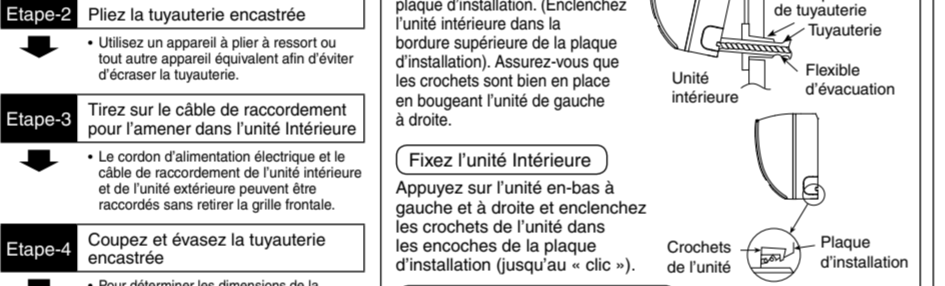 Etape-2
Pliez la tuyauterie encastrée
• Utilisez un appareil à plier à ressort ou
tout autre appareil équivalent afin d'éviter
d'écraser la tuyauterie.
Etape-3
Tirez sur le câble de raccordement
pour l'amener dans l'unité Intérieure
• Le cordon d'alimentation électrique et le
câble de raccordement de l'unité intérieure
et de l'unité extérieure peuvent être
raccordés sans retirer la grille frontale.
Etape-4
Coupez et évasez la tuyauterie
encastrée
• Pour déterminer les dimensions de la
plaque d'installation. (Enclenchez
l'unité intérieure dans la
bordure supérieure de la plaque
d'installation). Assurez-vous que
les crochets sont bien en place
en bougeant l'unité de gauche
à droite.
de tuyauterie
Tuyauterie
Unité
intérieure
Flexible
d'évacuation
Fixez l'unité Intérieure
Appuyez sur l'unité en-bas à
gauche et à droite et enclenchez
les crochets de l'unité dans
les encoches de la plaque
d'installation (jusqu'au « clic »).
Crochets
de l'unité
Plaque
d'installation